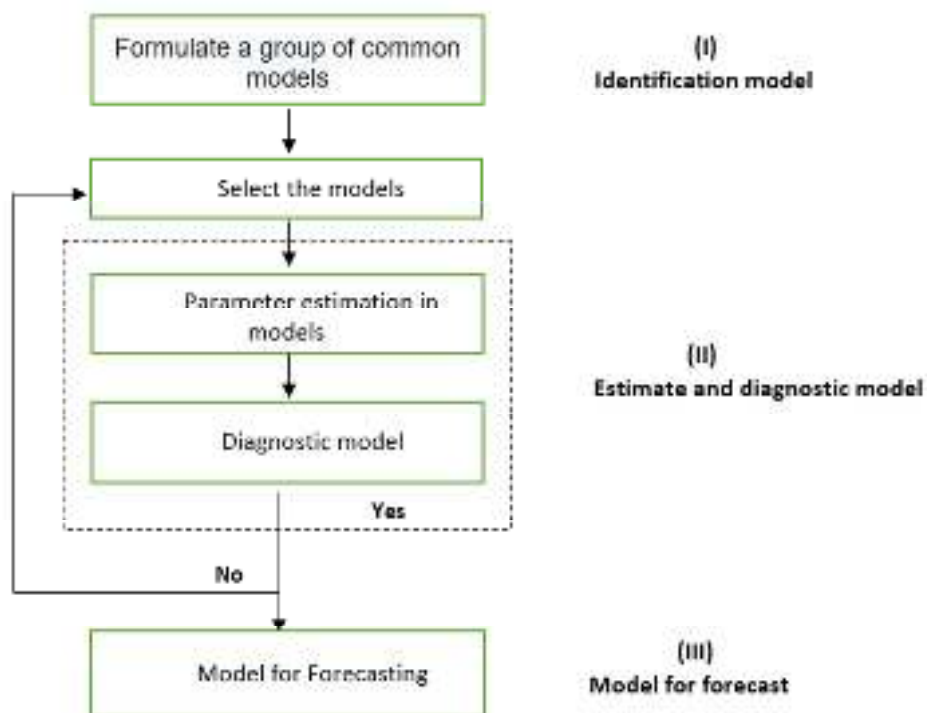 Formulate a group of common
models
(I)
Identification model
Select the models
Parameter estimation in
models
(II)
Estimate and diagnostic model
Diagnostic model
Yes
No
Model for Forecasting
(III)
Model for forecast